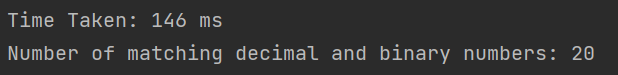 Time Taken: 146 ms
Number of matching decimal and binary numbers: 20